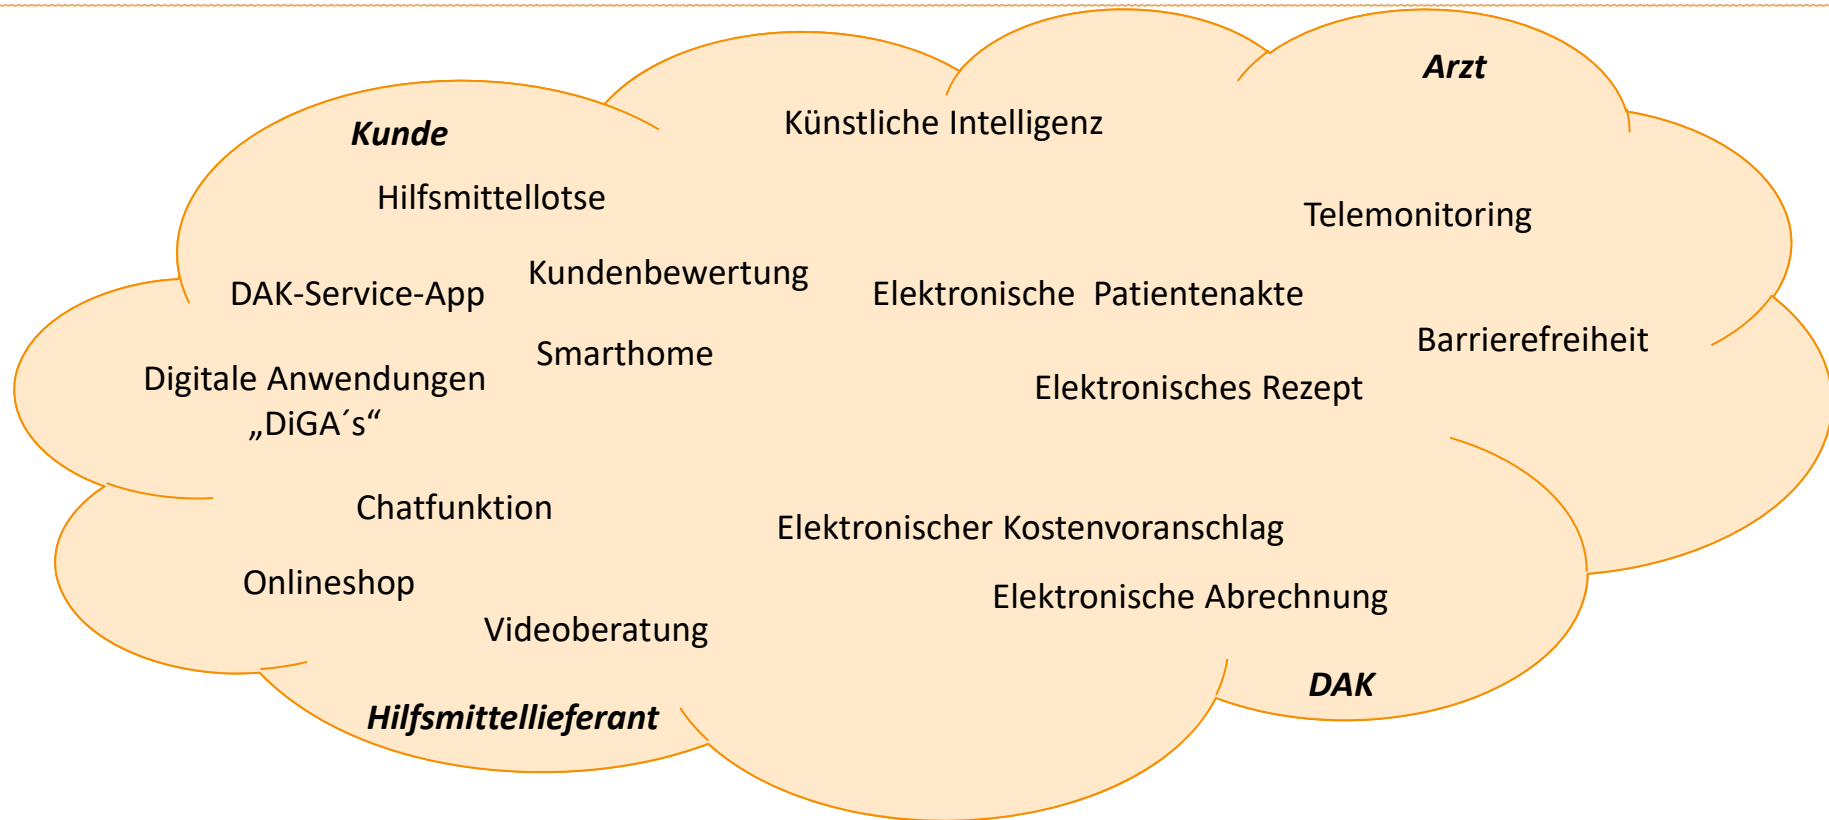 Arzt
Künstliche Intelligenz
Kunde
Hilfsmittellotse
Telemonitoring
Kundenbewertung
DAK-Service-App
Elektronische  Patientenakte
Barrierefreiheit
Smarthome
Digitale Anwendungen
„DiGA´s“
Elektronisches Rezept
Chatfunktion
Elektronischer Kostenvoranschlag
Onlineshop
Elektronische Abrechnung
Videoberatung
DAK
Hilfsmittellieferant